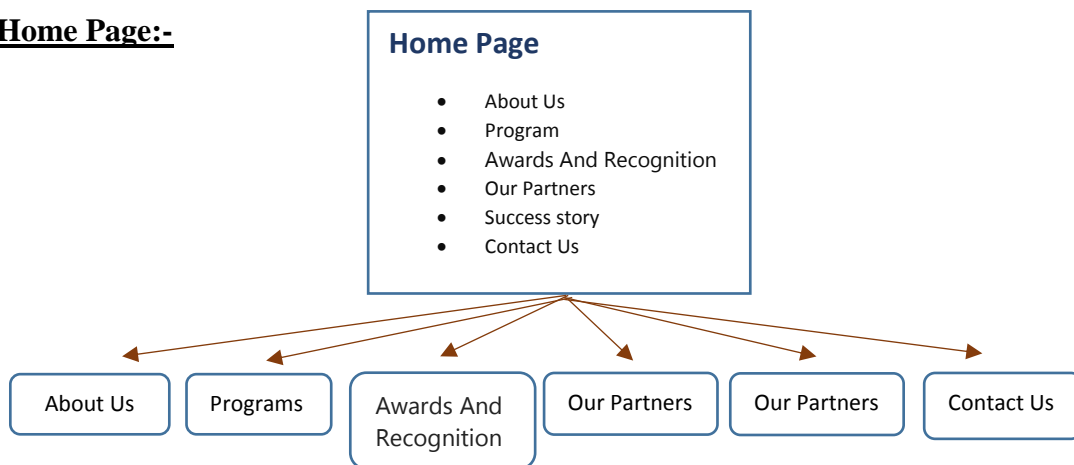 Home Page:-
Home Page
• About Us
• Program
• Awards And Recognition
• Our Partners
• Success story
• Contact Us
About Us
Programs
Awards And
Recognition
Our Partners
Our Partners
Contact Us